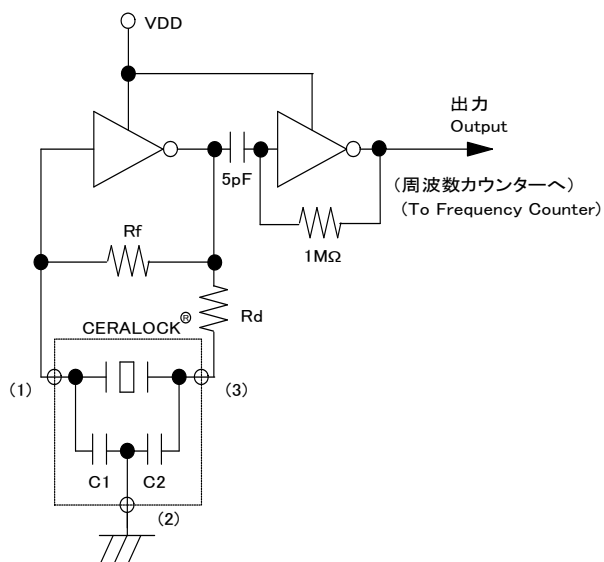 VDD
出力
Output
5pF
(周波数カウンターへ)
(To Frequency Counter)
Rf
1MΩ
CERALOCK®
Rd
(1)
(3)
C1
C2
(2)